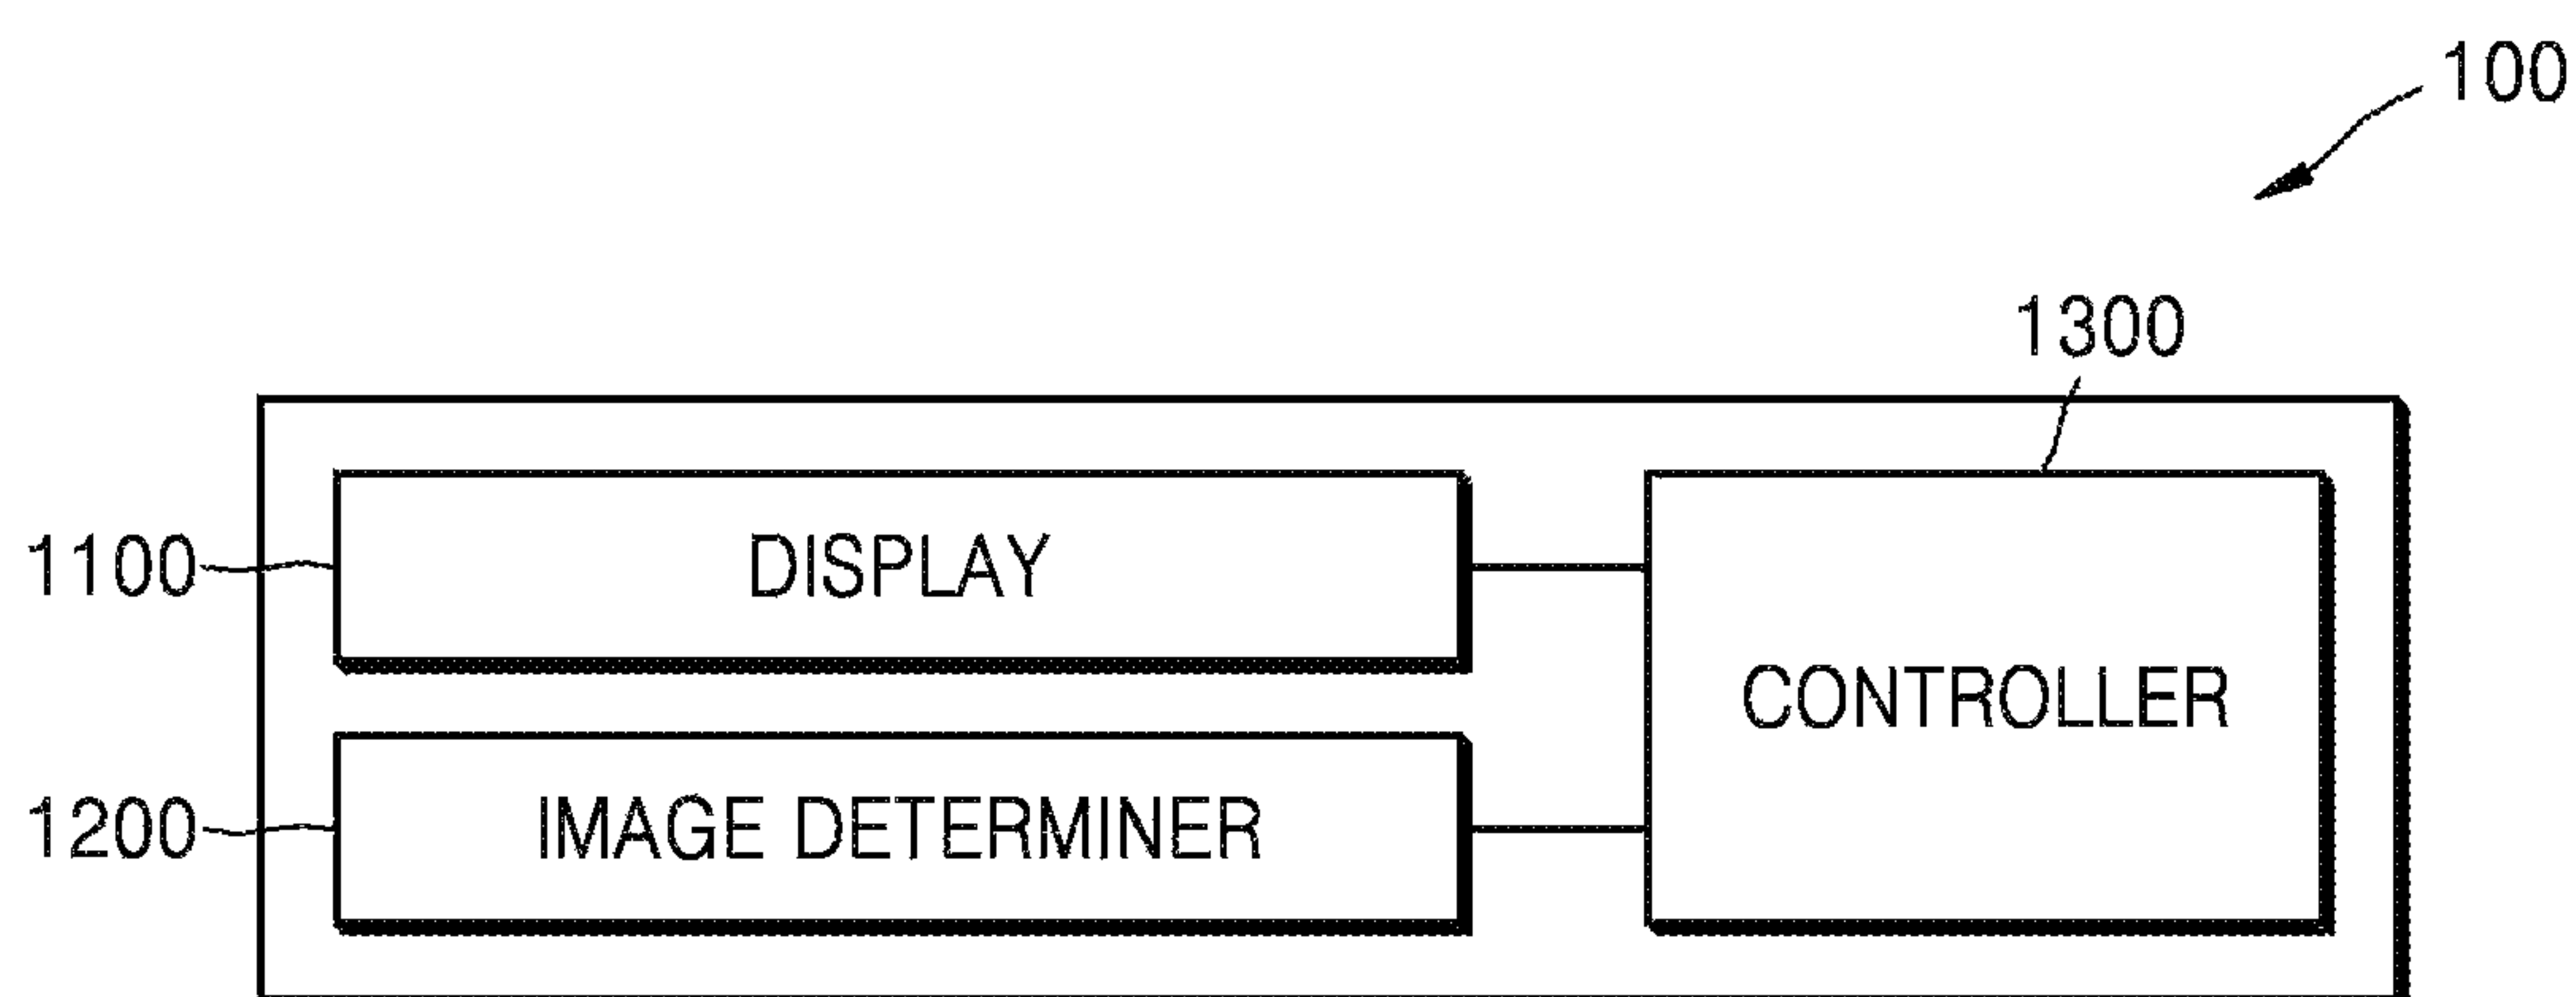 100
1300
1100
DISPLAY
CONTROLLER
1200
IMAGE DETERMINER